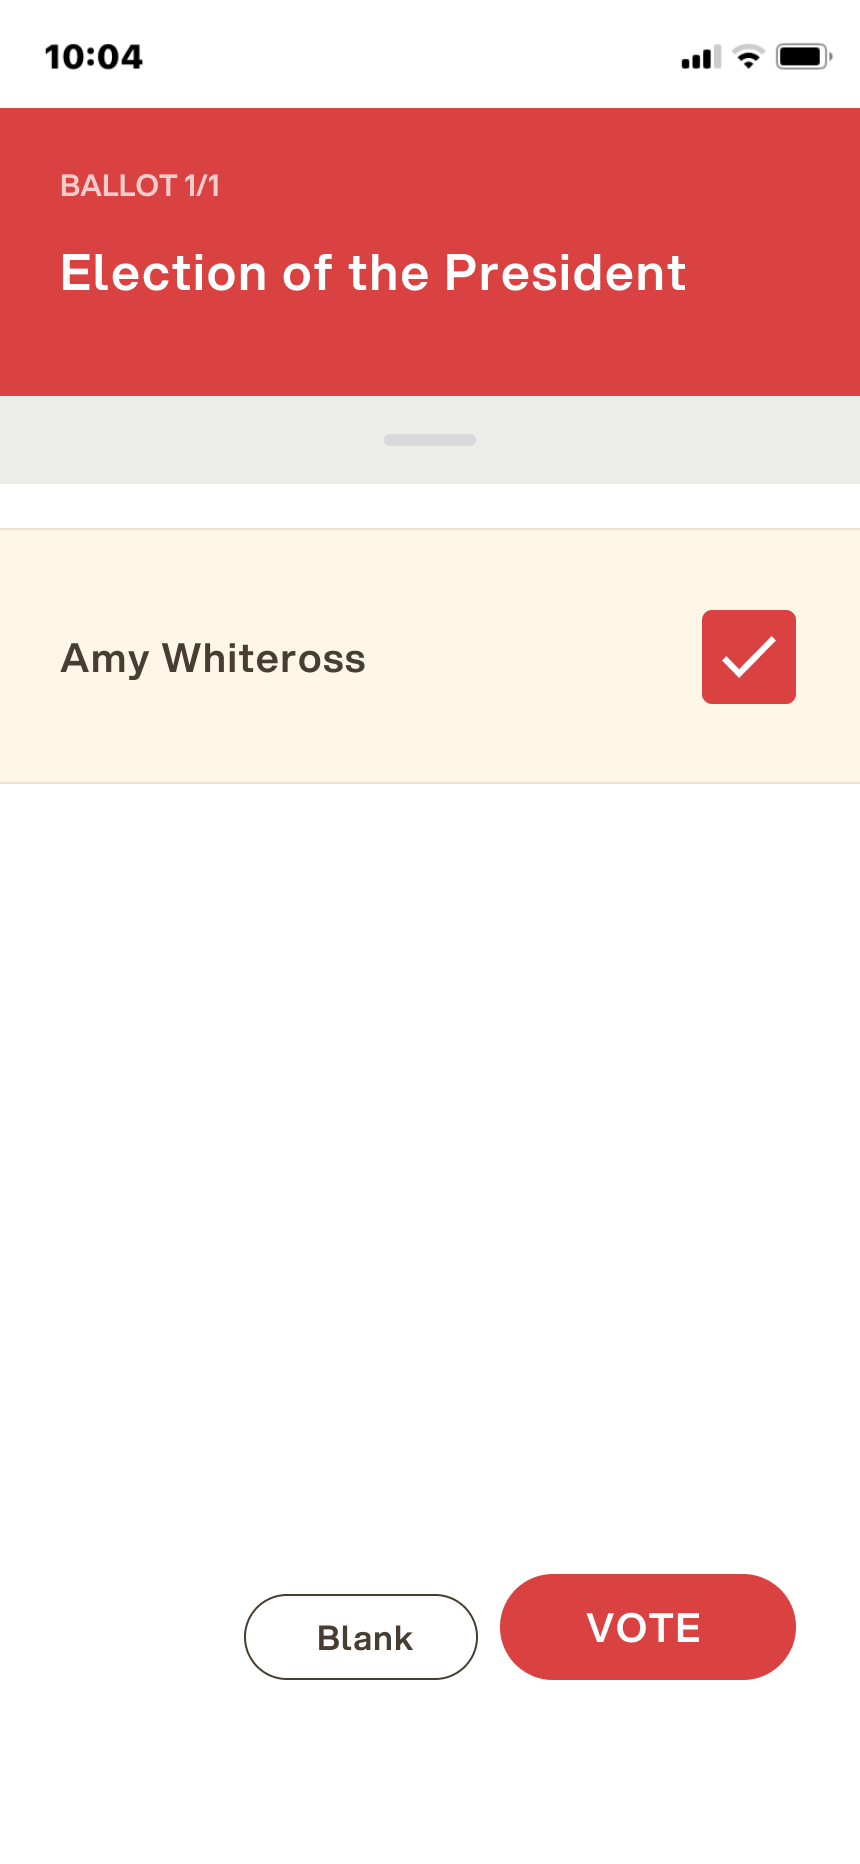 10:04
BALLOT 1/1
Election of the President
Amy Whiteross
Blank
VOTE